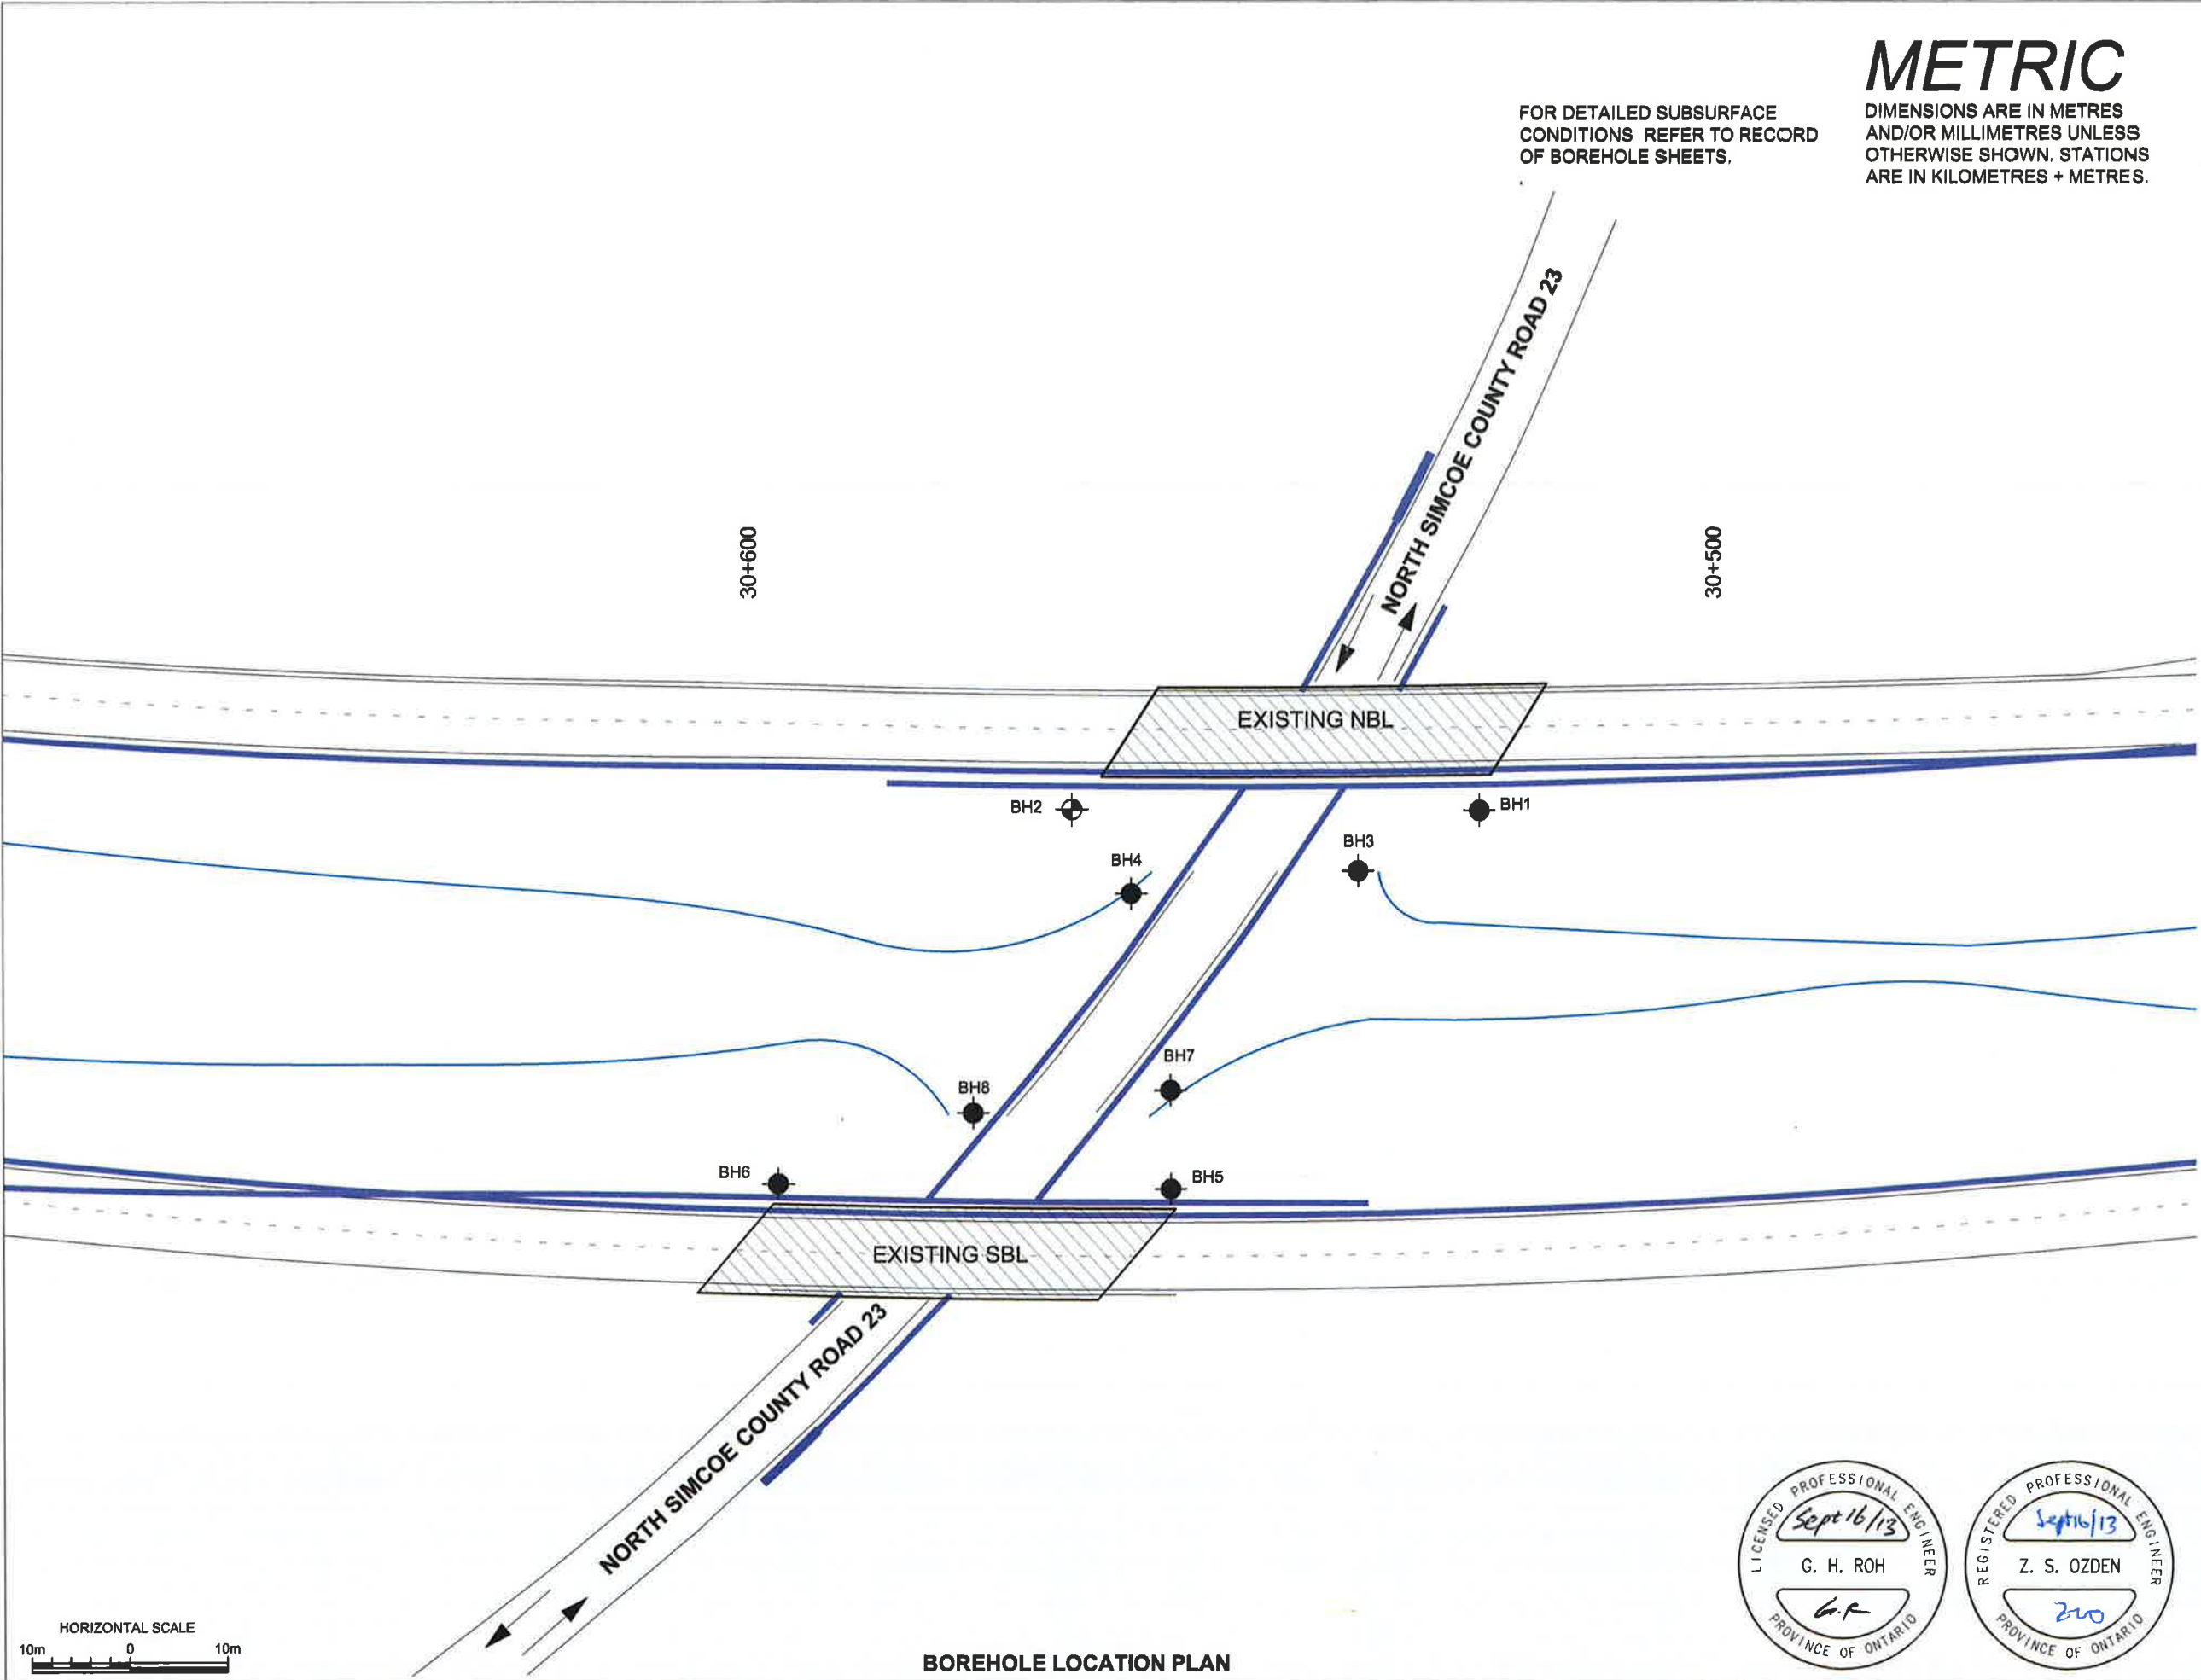 METRIC
DIMENSIONS ARE IN METRES
AND/OR MILLIMETRES UNLESS
OTHERWISE SHOWN. STATIONS
ARE IN KILOMETRES + METRES.
FOR DETAILED SUBSURFACE
CONDITIONS REFER TO RECORD
OF BOREHOLE SHEETS.
NORTH SIMCOE COUNTY ROAD 23
30+600
30+500
EXISTING NBL
BH2
BH1
BH3
BH4
BH7
BH8
BH6
BH5
EXISTING SBL
NORTH SIMCOE COUNTY ROAD 23
LICENSED PROFESSIONAL ENGINEER
Sept 16/13
G. H. ROH
G.R
PROVINCE OF ONTARIO
REGISTERED PROFESSIONAL ENGINEER
Sept 16/13
Z. S. OZDEN
PROVINCE OF ONTARIO
HORIZONTAL SCALE
10m 0 10m
BOREHOLE LOCATION PLAN